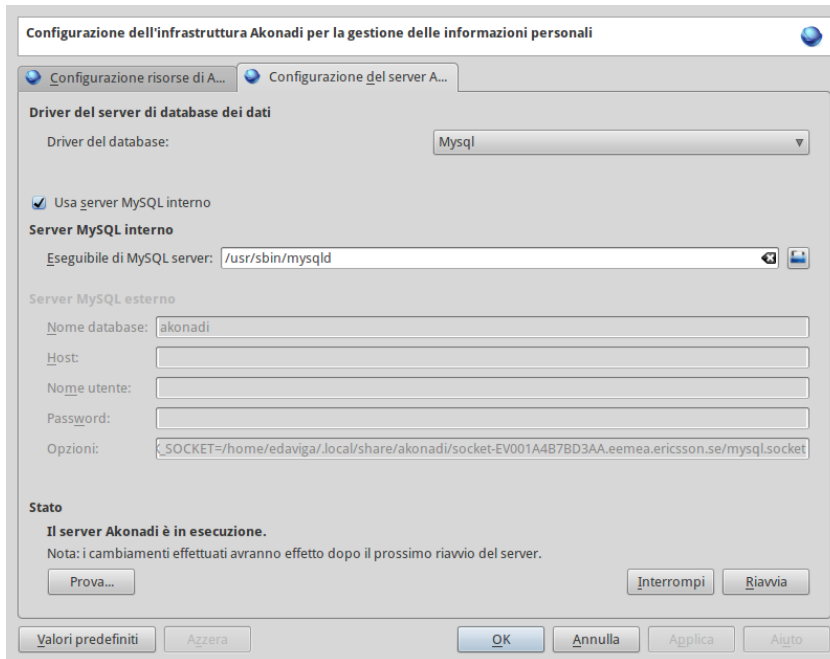 Configurazione dell'infrastruttura Akonadi per la gestione delle informazioni personali
Configurazione risorse di A... Configurazione del server A...
Driver del server di database dei dati
Driver del database: Mysql
Usa server MySQL interno
Server MySQL interno
Eseguibile di MySQL server: /usr/sbin/mysqld
Server MySQL esterno
Nome database: akonadi
Host:
Nome utente:
Password:
Opzioni: _SOCKET=/home/edaviga/.local/share/akonadi/socket-EV001A4B7BD3AA.eemea.ericsson.se/mysql.socket
Stato
Il server Akonadi è in esecuzione.
Nota: i cambiamenti effettuati avranno effetto dopo il prossimo riavvio del server.
Prova... Interrompi Riavvia
Valori predefiniti Azzera OK Annulla Applica Aiuto